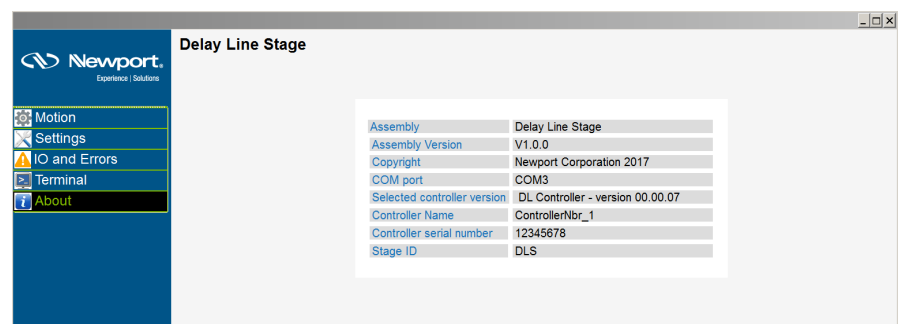 Newport.
Experience | Solutions
Delay Line Stage
Motion
Settings
IO and Errors
Terminal
About
Assembly Delay Line Stage
Assembly Version V1.0.0
Copyright Newport Corporation 2017
COM port COM3
Selected controller version DL Controller - version 00.00.07
Controller Name ControllerNbr_1
Controller serial number 12345678
Stage ID DLS